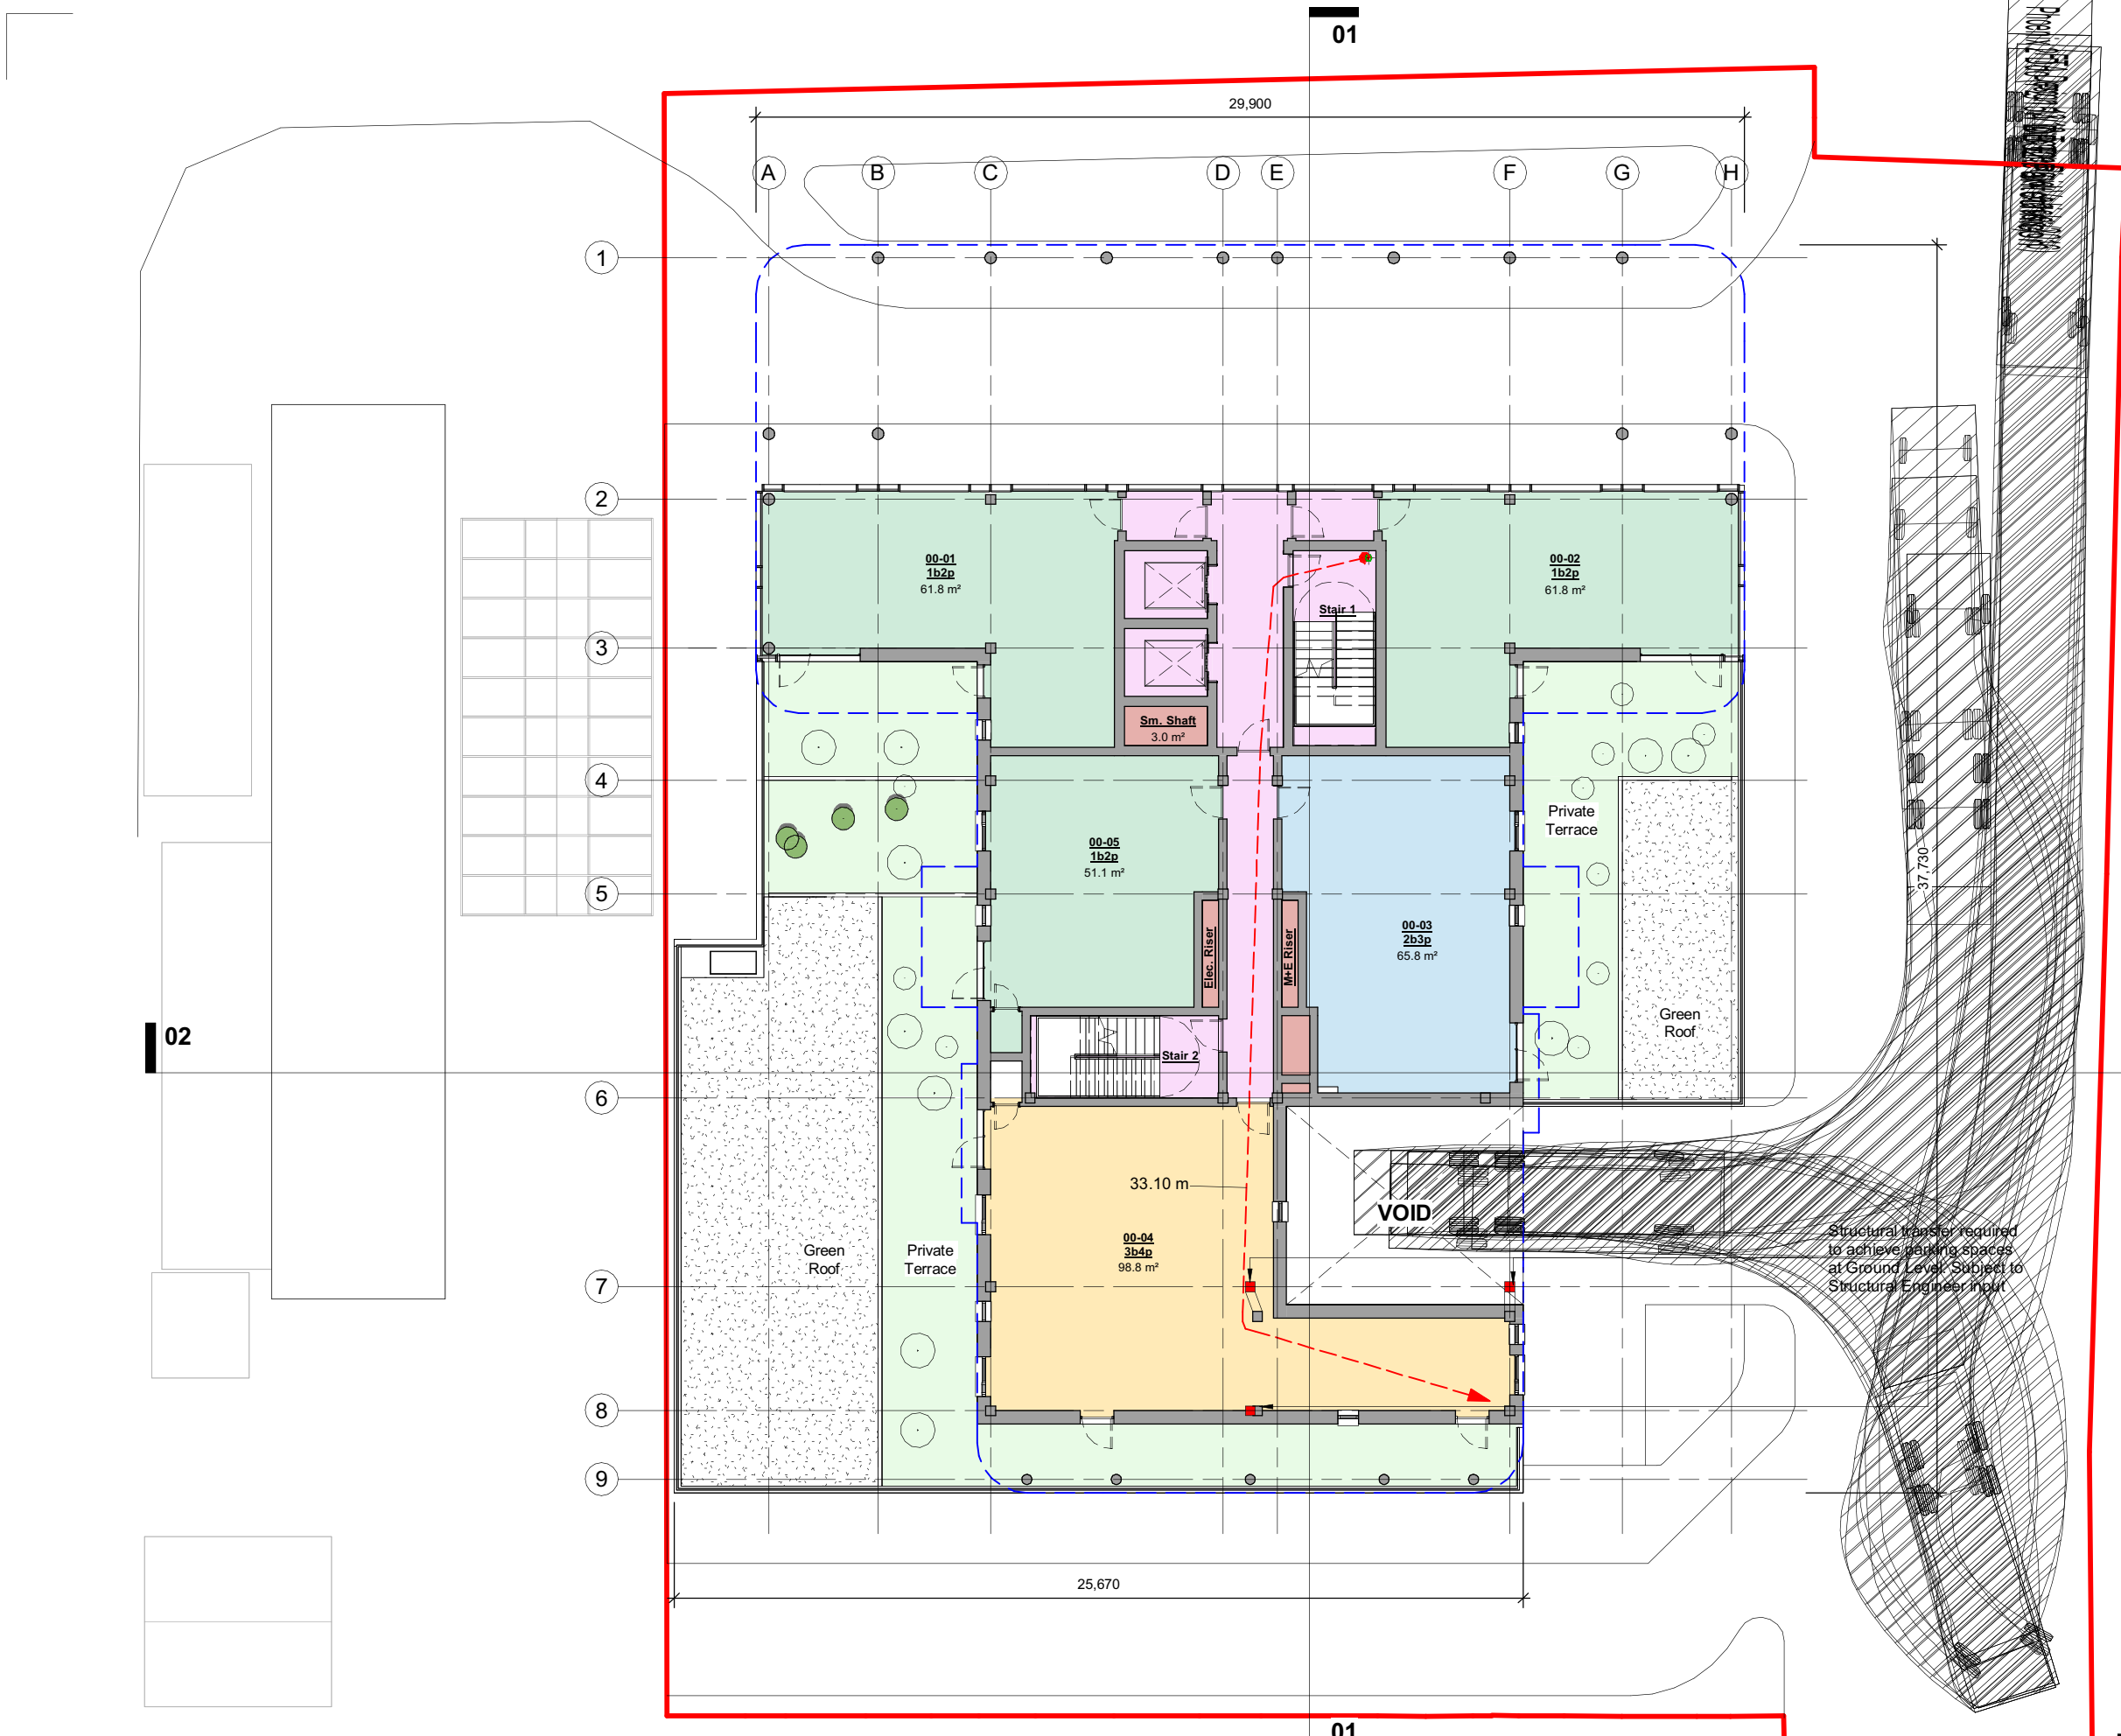 01
29,900
A
B
C
D
E
F
G
H
1
2
00-01
1b2p
61.8 m²
00-02
1b2p
61.8 m²
Stair 1
3
Sm. Shaft
3.0 m²
4
Private
Terrace
00-05
1b2p
51.1 m²
37,730
5
Elec. Riser
M+E Riser
00-03
2b3p
65.8 m²
Green
Roof
02
Stair 2
6
33.10 m
VOID
Structural transfer required
to achieve parking spaces
at Ground Level. Subject to
Structural Engineer input
Green
Roof
Private
Terrace
00-04
3b4p
98.8 m²
7
8
9
25,670
01